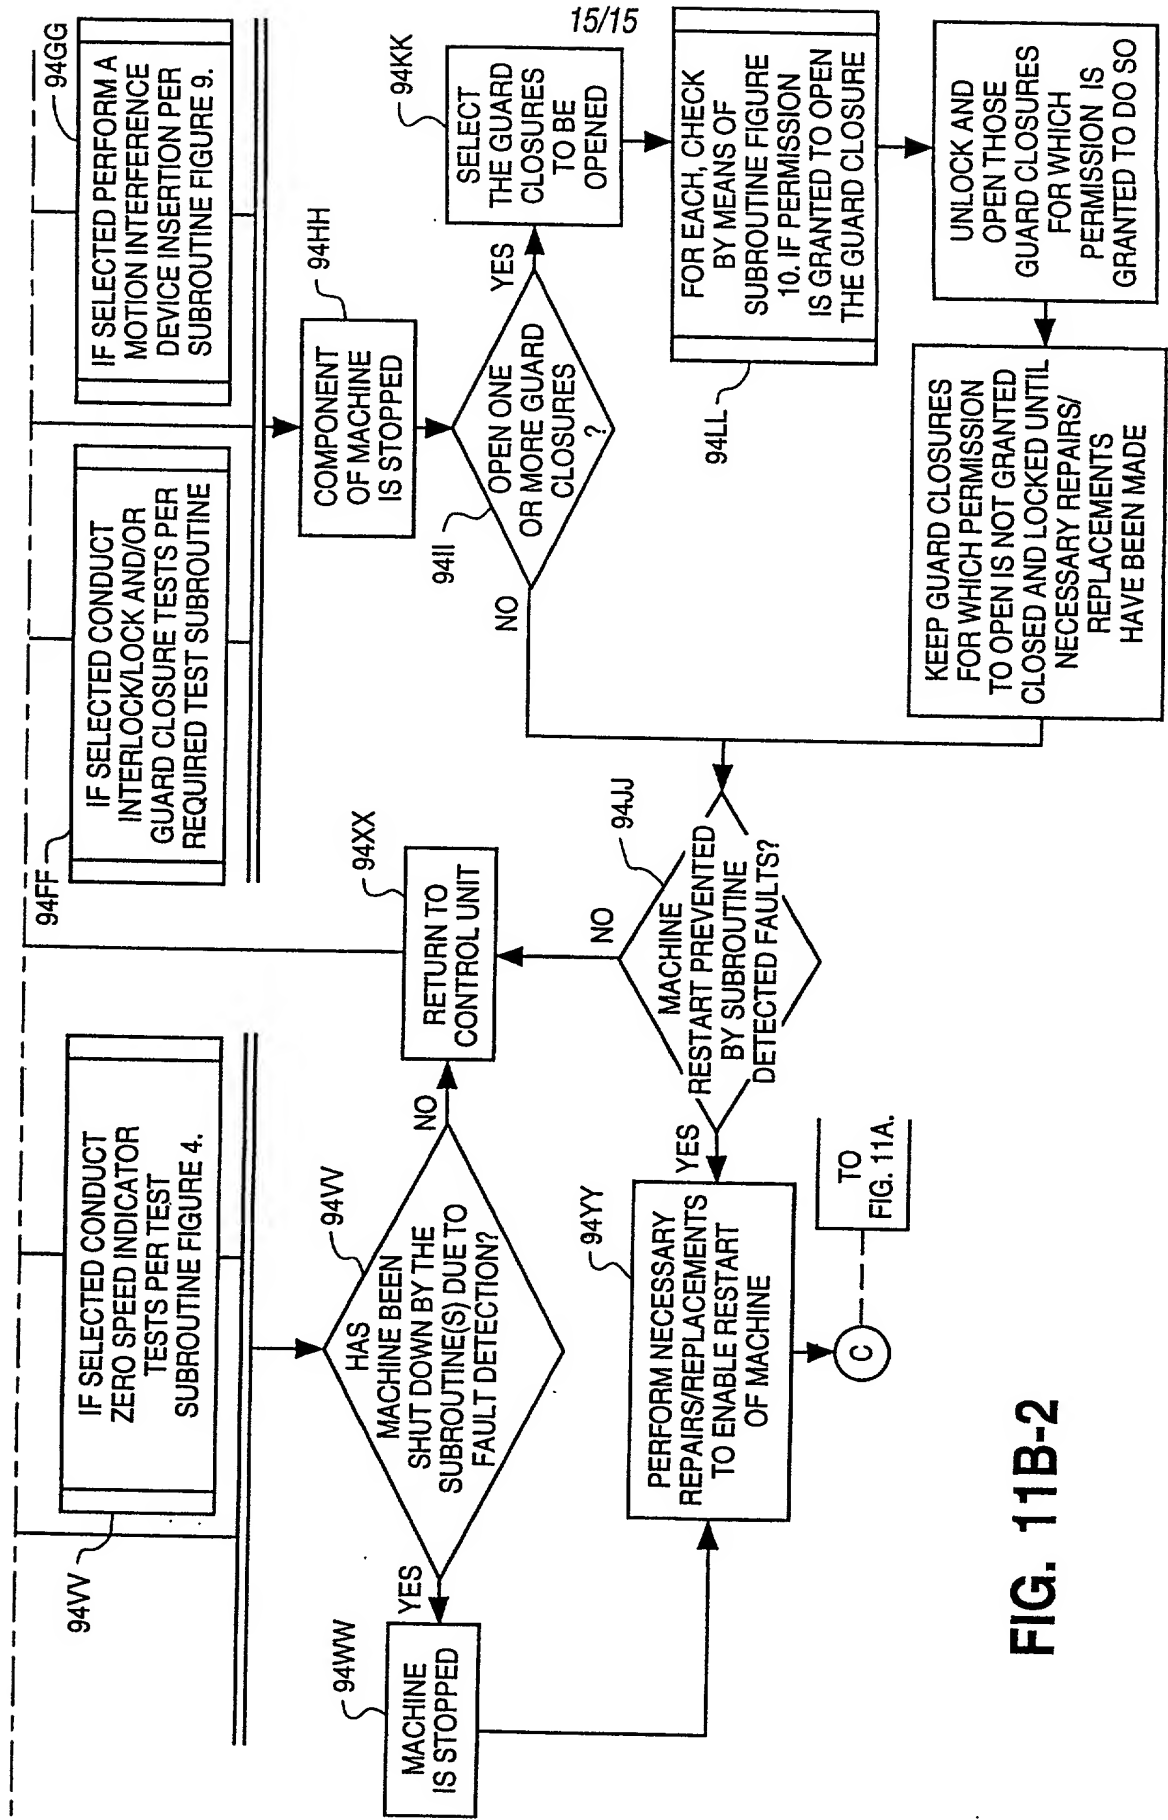 15/15
94VV
IF SELECTED CONDUCT
ZERO SPEED INDICATOR
TESTS PER TEST
SUBROUTINE FIGURE 4.
94FF
IF SELECTED CONDUCT
INTERLOCK/LOCK AND/OR
GUARD CLOSURE TESTS PER
REQUIRED TEST SUBROUTINE
94GG
IF SELECTED PERFORM A
MOTION INTERFERENCE
DEVICE INSERTION PER
SUBROUTINE FIGURE 9.
94HH
COMPONENT
OF MACHINE
IS STOPPED
94II
OPEN ONE
OR MORE GUARD
CLOSURES
?
YES
NO
94KK
SELECT
THE GUARD
CLOSURES
TO BE
OPENED
94LL
FOR EACH, CHECK
BY MEANS OF
SUBROUTINE FIGURE
10. IF PERMISSION
IS GRANTED TO OPEN
THE GUARD CLOSURE
UNLOCK AND
OPEN THOSE
GUARD CLOSURES
FOR WHICH
PERMISSION IS
GRANTED TO DO SO
KEEP GUARD CLOSURES
FOR WHICH PERMISSION
TO OPEN IS NOT GRANTED
CLOSED AND LOCKED UNTIL
NECESSARY REPAIRS/
REPLACEMENTS
HAVE BEEN MADE
94VV
HAS
MACHINE BEEN
SHUT DOWN BY THE
SUBROUTINE(S) DUE TO
FAULT DETECTION?
NO
YES
94XX
RETURN TO
CONTROL UNIT
94WW
MACHINE
IS STOPPED
94JJ
MACHINE
RESTART PREVENTED
BY SUBROUTINE
DETECTED FAULTS?
NO
YES
94YY
PERFORM NECESSARY
REPAIRS/REPLACEMENTS
TO ENABLE RESTART
OF MACHINE
C
TO
FIG. 11A.
FIG. 11B-2